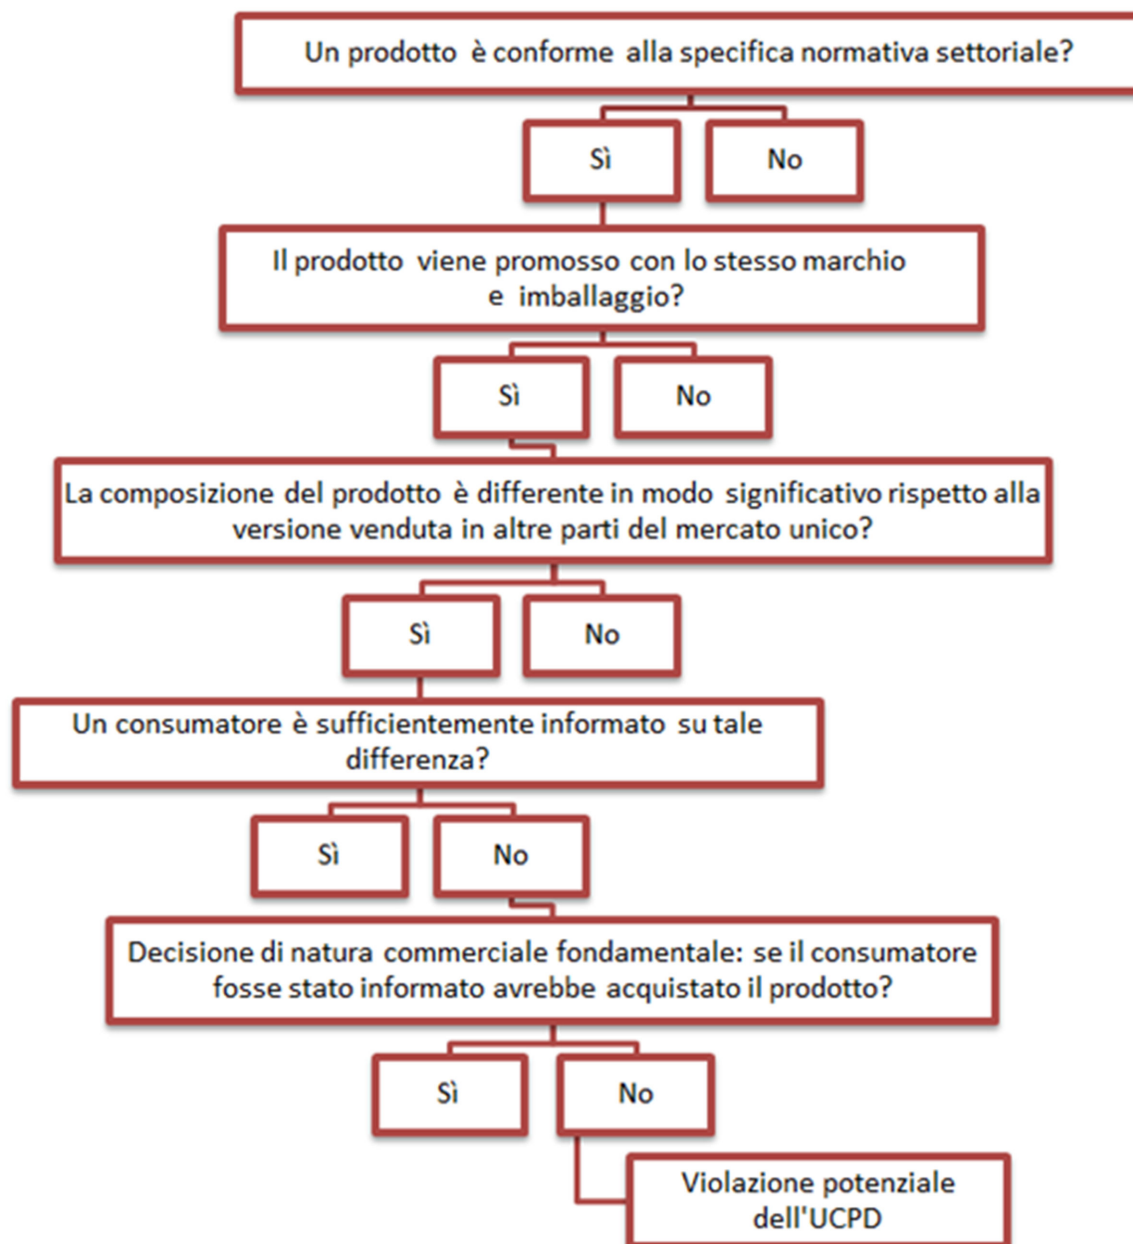 Un prodotto è conforme alla specifica normativa settoriale?
Sì
No
Il prodotto viene promosso con lo stesso marchio
e imballaggio?
Sì
No
La composizione del prodotto è differente in modo significativo rispetto alla
versione venduta in altre parti del mercato unico?
Sì
No
Un consumatore è sufficientemente informato su tale
differenza?
Sì
No
Decisione di natura commerciale fondamentale: se il consumatore
fosse stato informato avrebbe acquistato il prodotto?
Sì
No
Violazione potenziale
dell'UCPD